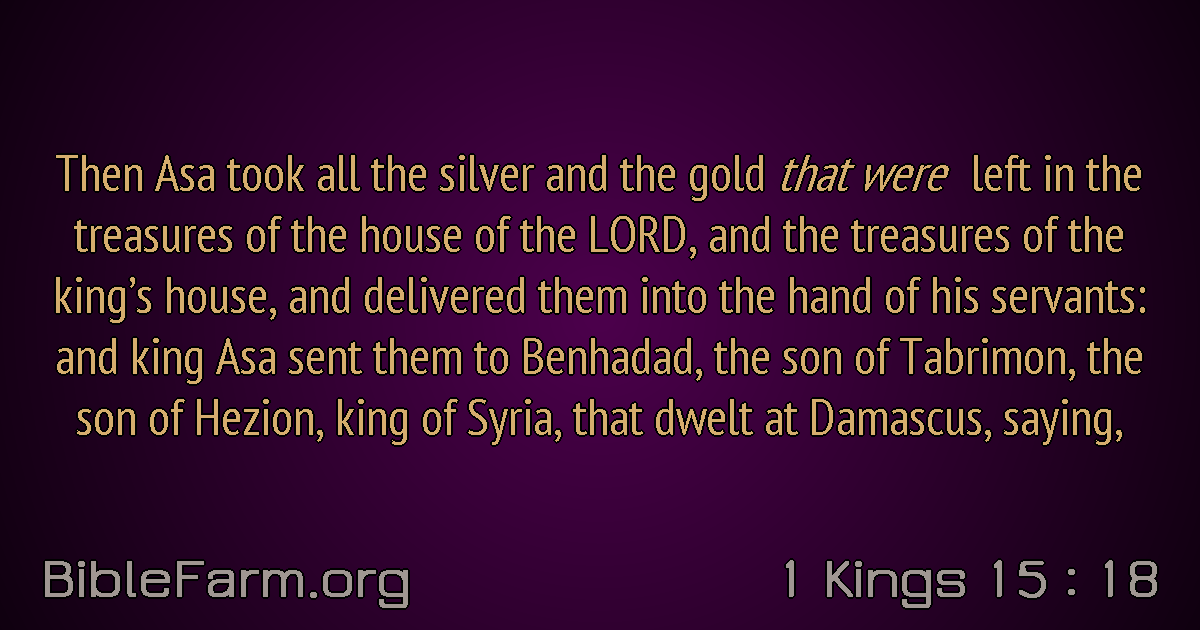 Then Asa took all the silver and the gold that were left in the
treasures of the house of the LORD, and the treasures of the
king’s house, and delivered them into the hand of his servants:
and king Asa sent them to Benhadad, the son of Tabrimon, the
son of Hezion, king of Syria, that dwelt at Damascus, saying,
BibleFarm.org
1 Kings 15 : 18